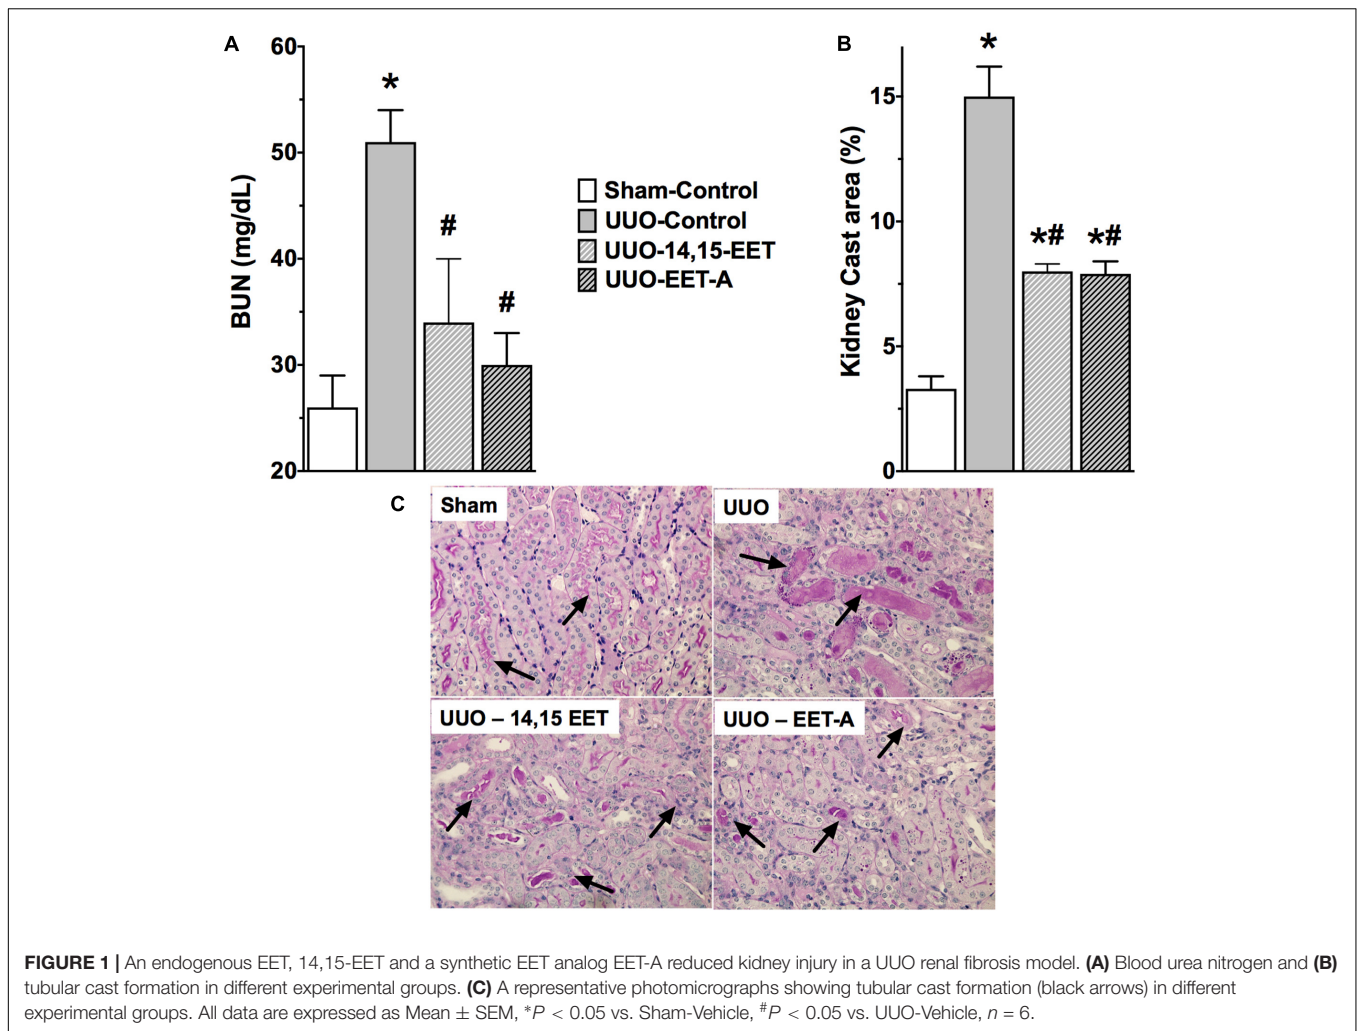 A
60
50
40
30
20
BUN (mg/dL)
*
#
#
Sham-Control
UUO-Control
UUO-14,15-EET
UUO-EET-A
B
15
10
5
0
Kidney Cast area (%)
*
*#
*#
C
Sham
UUO
UUO – 14,15 EET
UUO – EET-A
FIGURE 1 | An endogenous EET, 14,15-EET and a synthetic EET analog EET-A reduced kidney injury in a UUO renal fibrosis model. (A) Blood urea nitrogen and (B)
tubular cast formation in different experimental groups. (C) A representative photomicrographs showing tubular cast formation (black arrows) in different
experimental groups. All data are expressed as Mean ± SEM, *P < 0.05 vs. Sham-Vehicle, #P < 0.05 vs. UUO-Vehicle, n = 6.